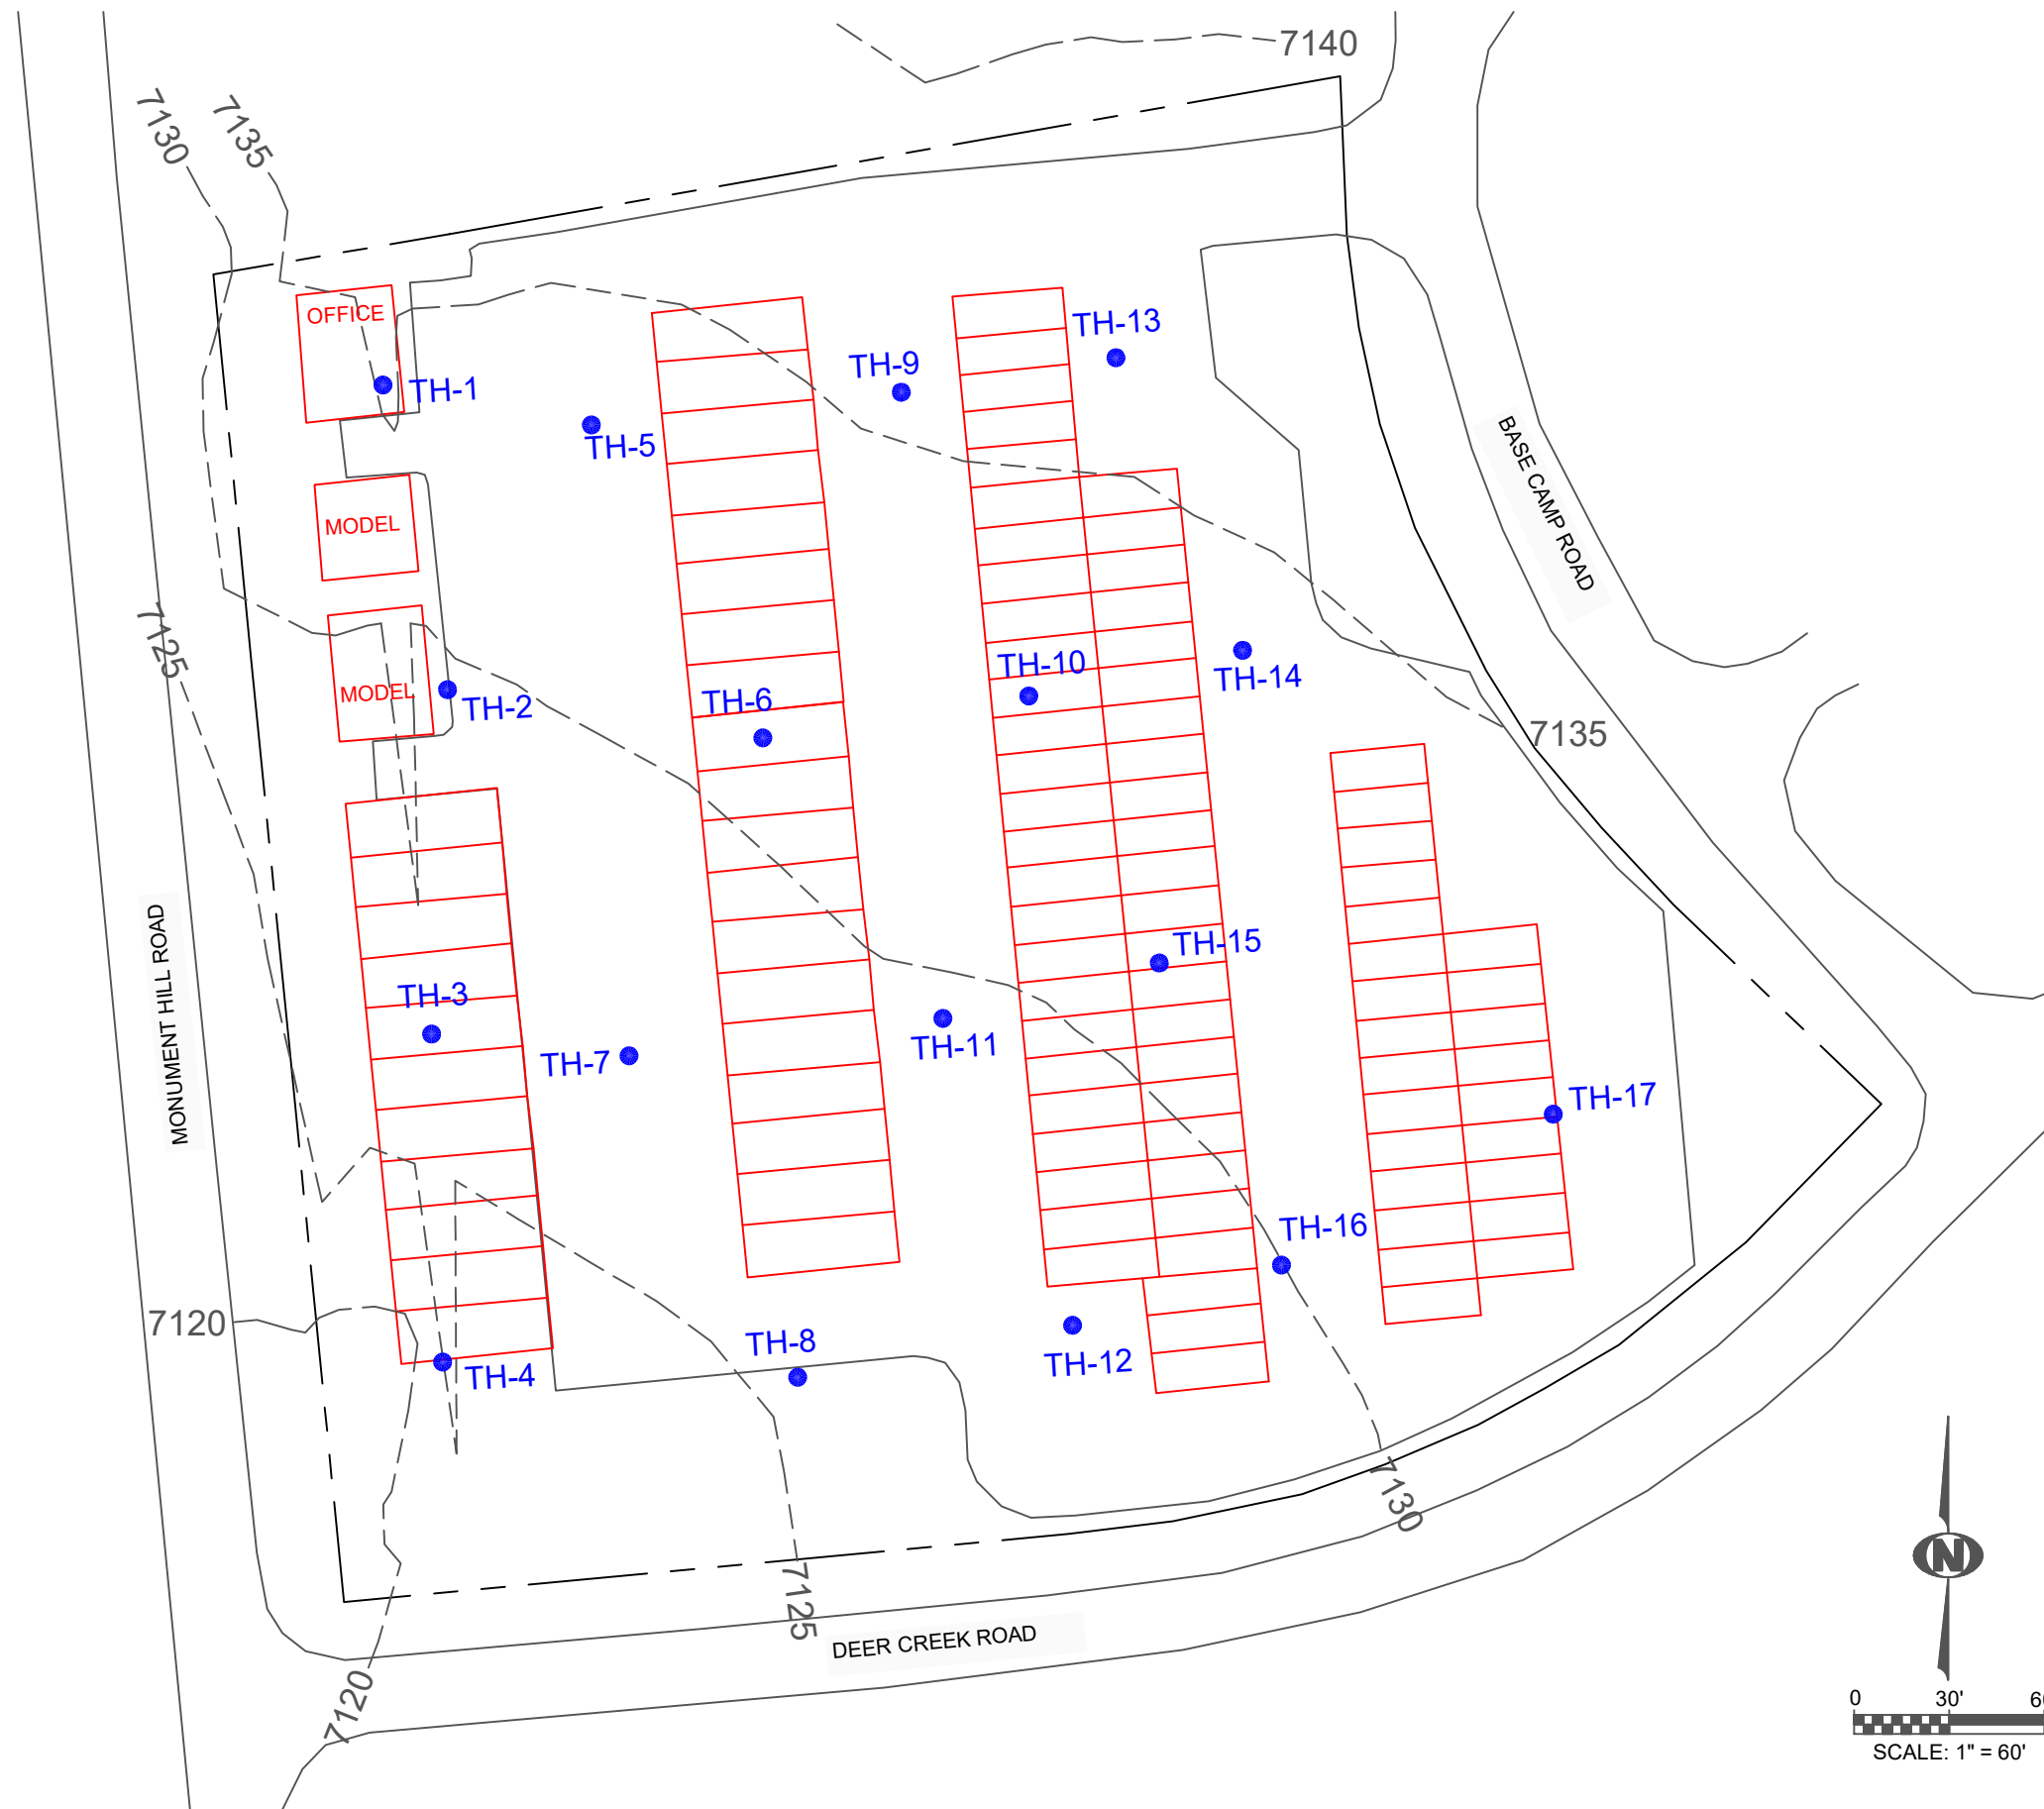 7140
7130
7135
OFFICE
TH-13
TH-9
TH-1
TH-5
BASE CAMP ROAD
MODEL
7125
TH-10
TH-14
MODEL
TH-2
TH-6
7135
MONUMENT HILL ROAD
TH-15
TH-3
TH-11
TH-7
TH-17
TH-16
7120
TH-8
TH-12
TH-4
7130
N
7125
DEER CREEK ROAD
7120
0 30'
SCALE: 1" = 60'